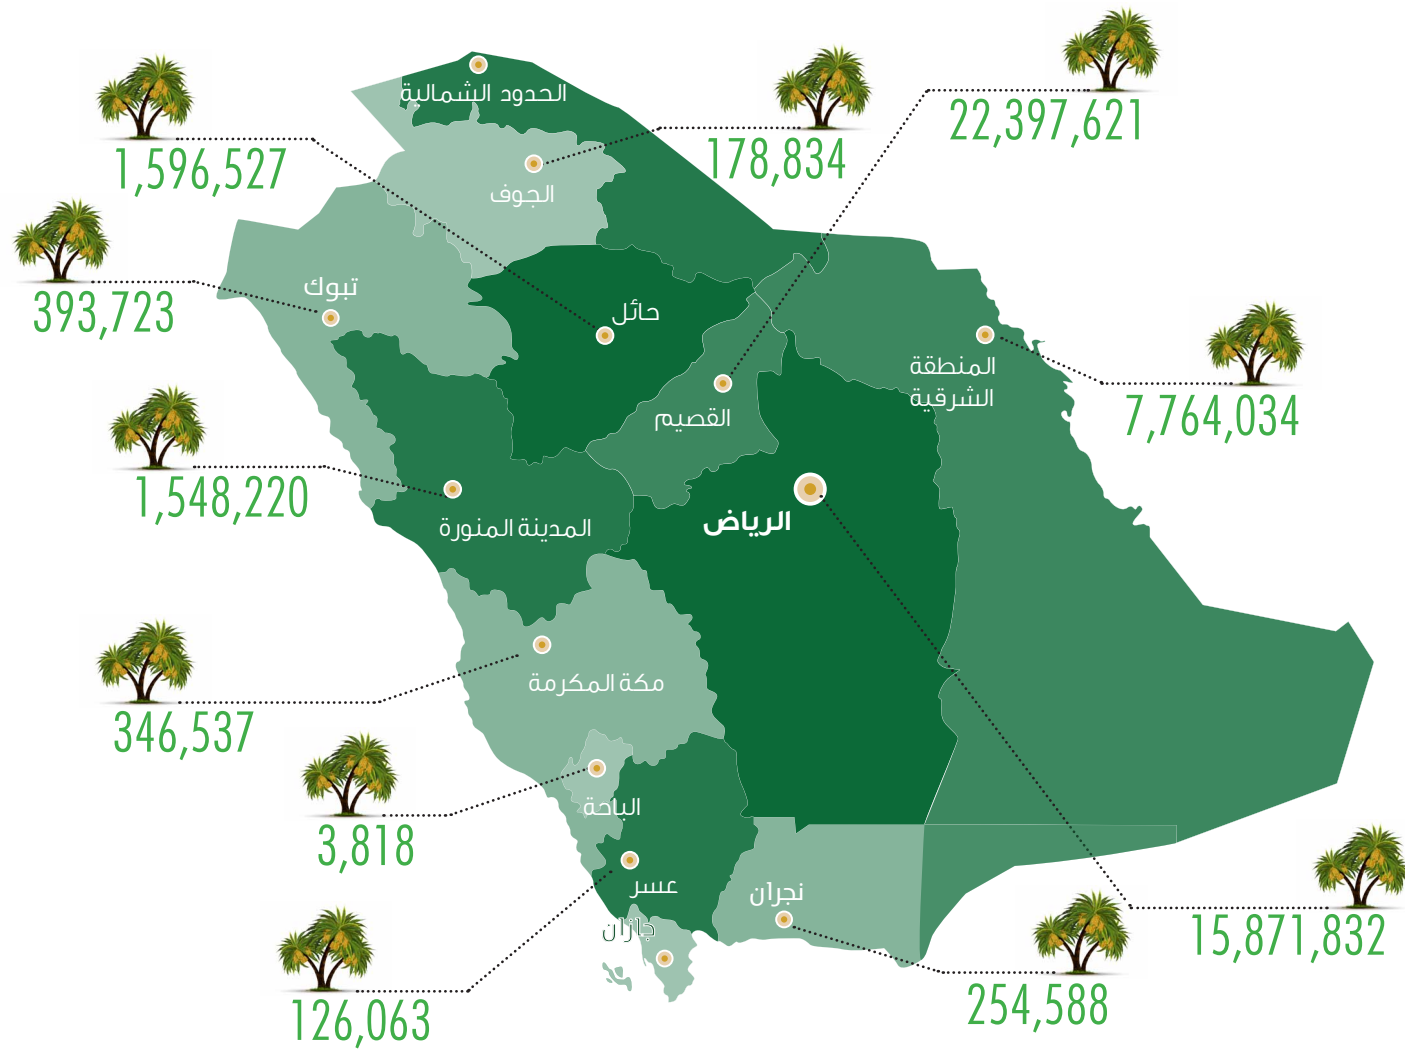 الحدود الشمالية
22,397,621
178,834
1,596,527
الجوف
393,723
تبوك
حائل
المنطقة
الشرقية
7,764,034
القصيم
1,548,220
المدينة المنورة
الرياض
346,537
مكة المكرمة
3,818
الباحة
عسر
نجران
جازان
15,871,832
254,588
126,063